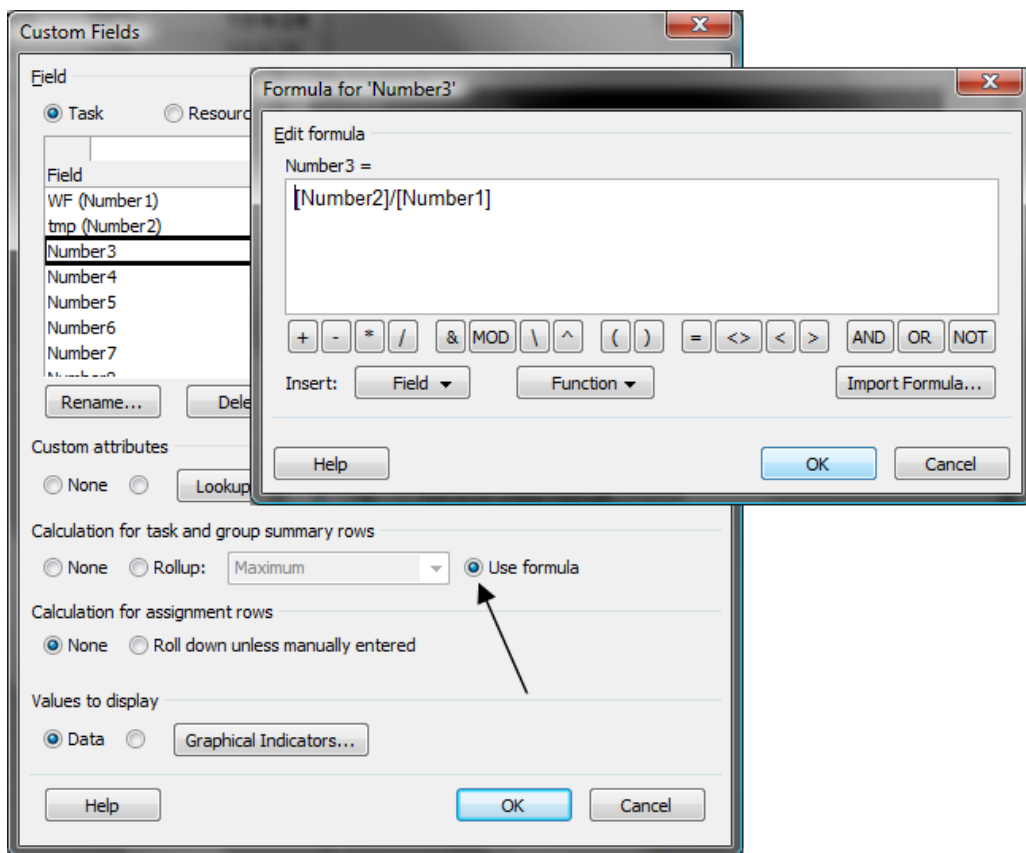 Custom Fields
Field
Task Resourc
Field
WF (Number1)
tmp (Number2)
Number3
Number4
Number5
Number6
Number7
Rename... Dele
Custom attributes
None Lookup
Calculation for task and group summary rows
None Rollup: Maximum Use formula
Calculation for assignment rows
None Roll down unless manually entered
Values to display
Data Graphical Indicators...
Help OK Cancel
Formula for 'Number3'
Edit formula
Number3 =
[Number2]/[Number1]
+ - * / & MOD \ ^ ( ) = <> < > AND OR NOT
Insert: Field Function Import Formula...
Help OK Cancel